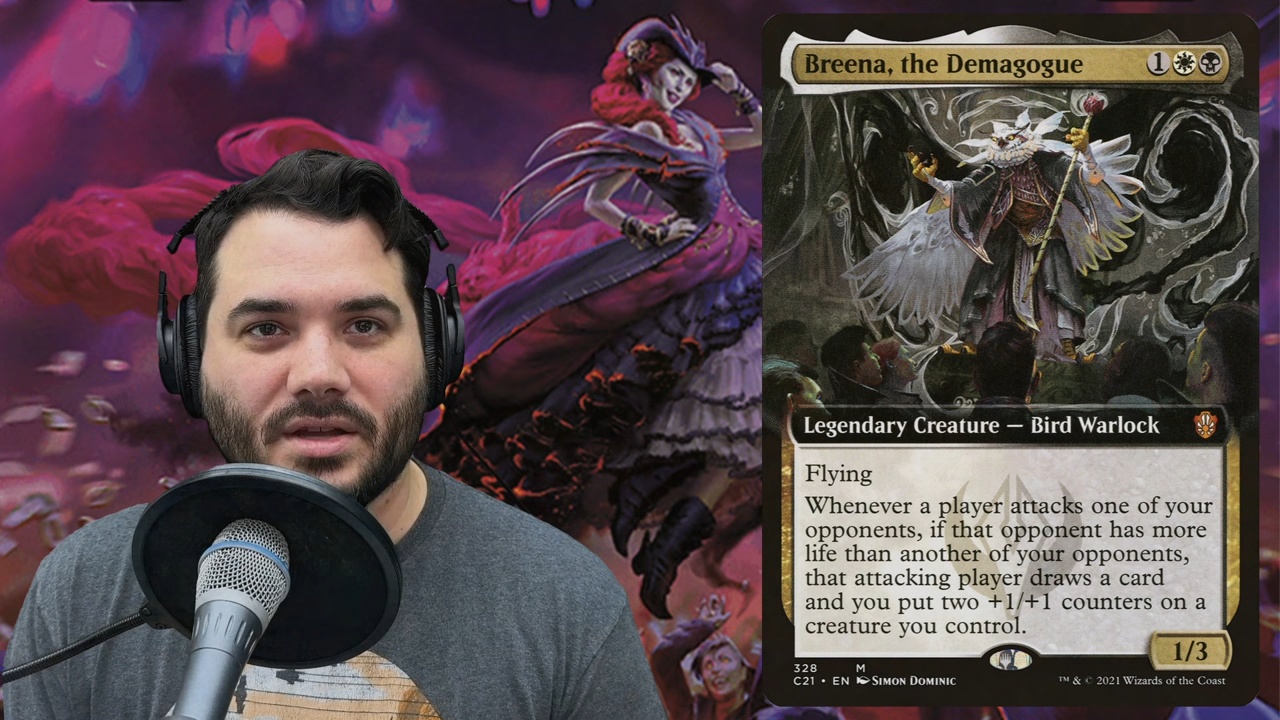 Breena, the Demagogue 1
Legendary Creature — Bird Warlock
Flying
Whenever a player attacks one of your
opponents, if that opponent has more
life than another of your opponents,
that attacking player draws a card
and you put two +1/+1 counters on a
creature you control.
1/3
328 M
C21 • EN SIMON DOMINIC
™ & © 2021 Wizards of the Coast